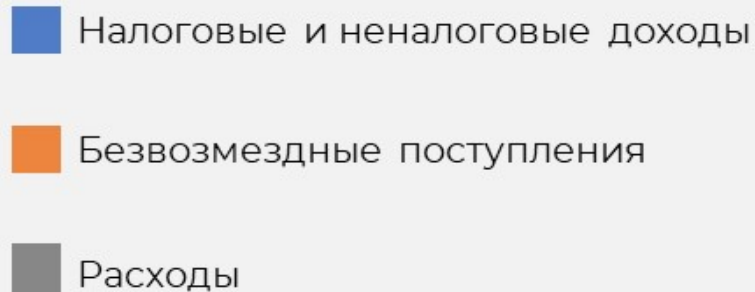 Налоговые и неналоговые доходы
Безвозмездные поступления
Расходы